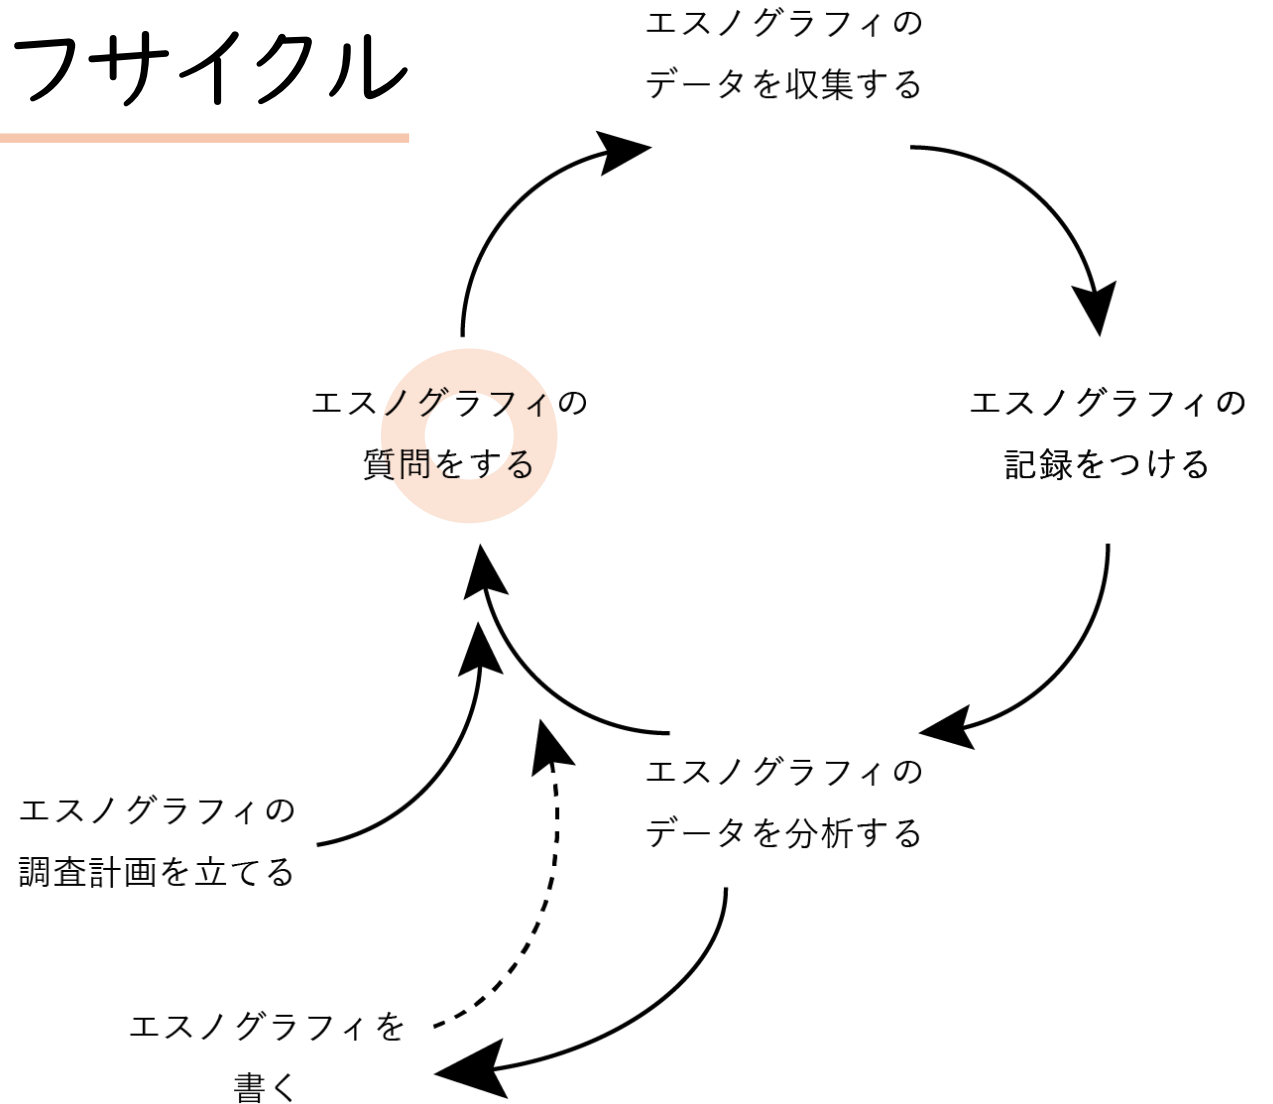 フサイクル
エスノグラフィの
データを収集する
エスノグラフィの
質問をする
エスノグラフィの
記録をつける
エスノグラフィの
データを分析する
エスノグラフィの
調査計画を立てる
エスノグラフィを
書く